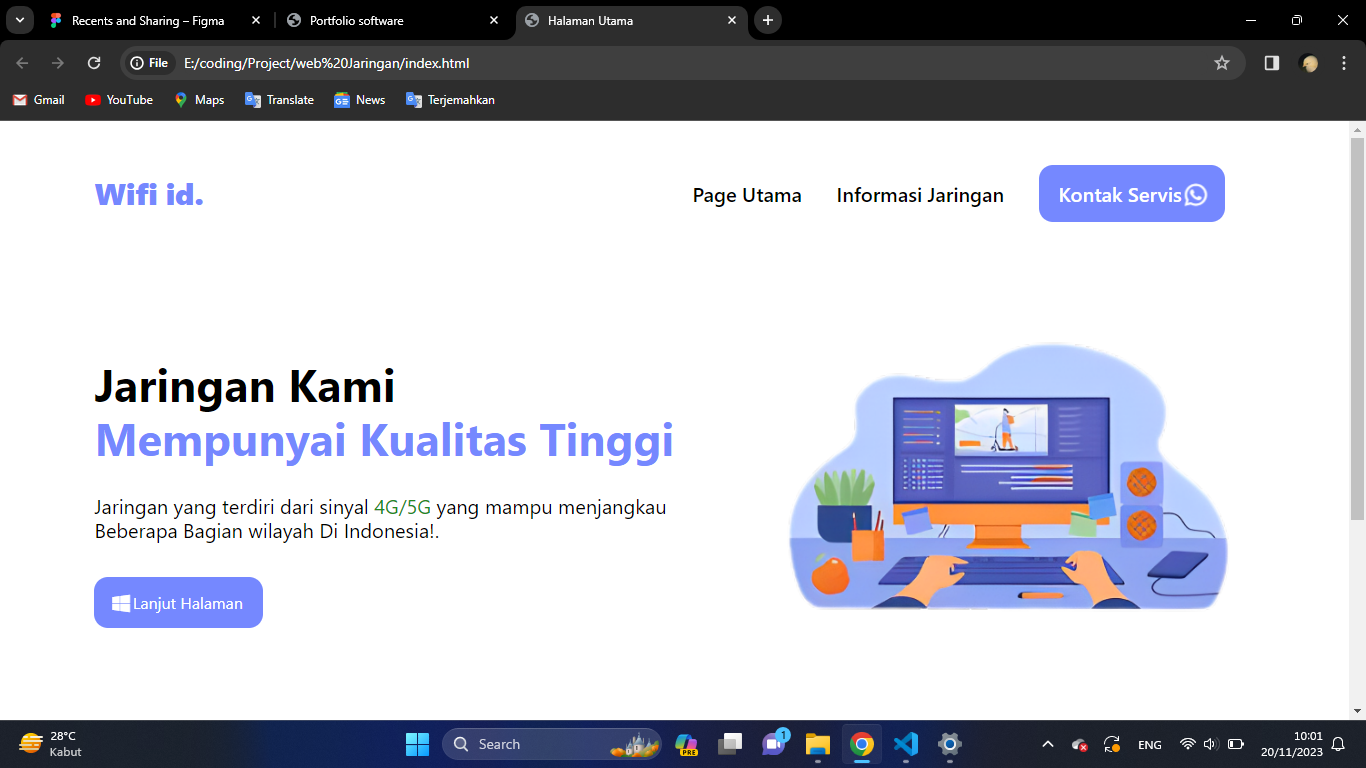 Recents and Sharing – Figma
Portfolio software
Halaman Utama
File
E:/coding/Project/web%20Jaringan/index.html
Gmail
YouTube
Maps
Translate
News
Terjemahkan
Wifi id.
Page Utama
Informasi Jaringan
Kontak Servis
Jaringan Kami
Mempunyai Kualitas Tinggi
Jaringan yang terdiri dari sinyal 4G/5G yang mampu menjangkau
Beberapa Bagian wilayah Di Indonesia!.
Lanjut Halaman
28°C
Kabut
Search
PRE
1
ENG
10:01
20/11/2023